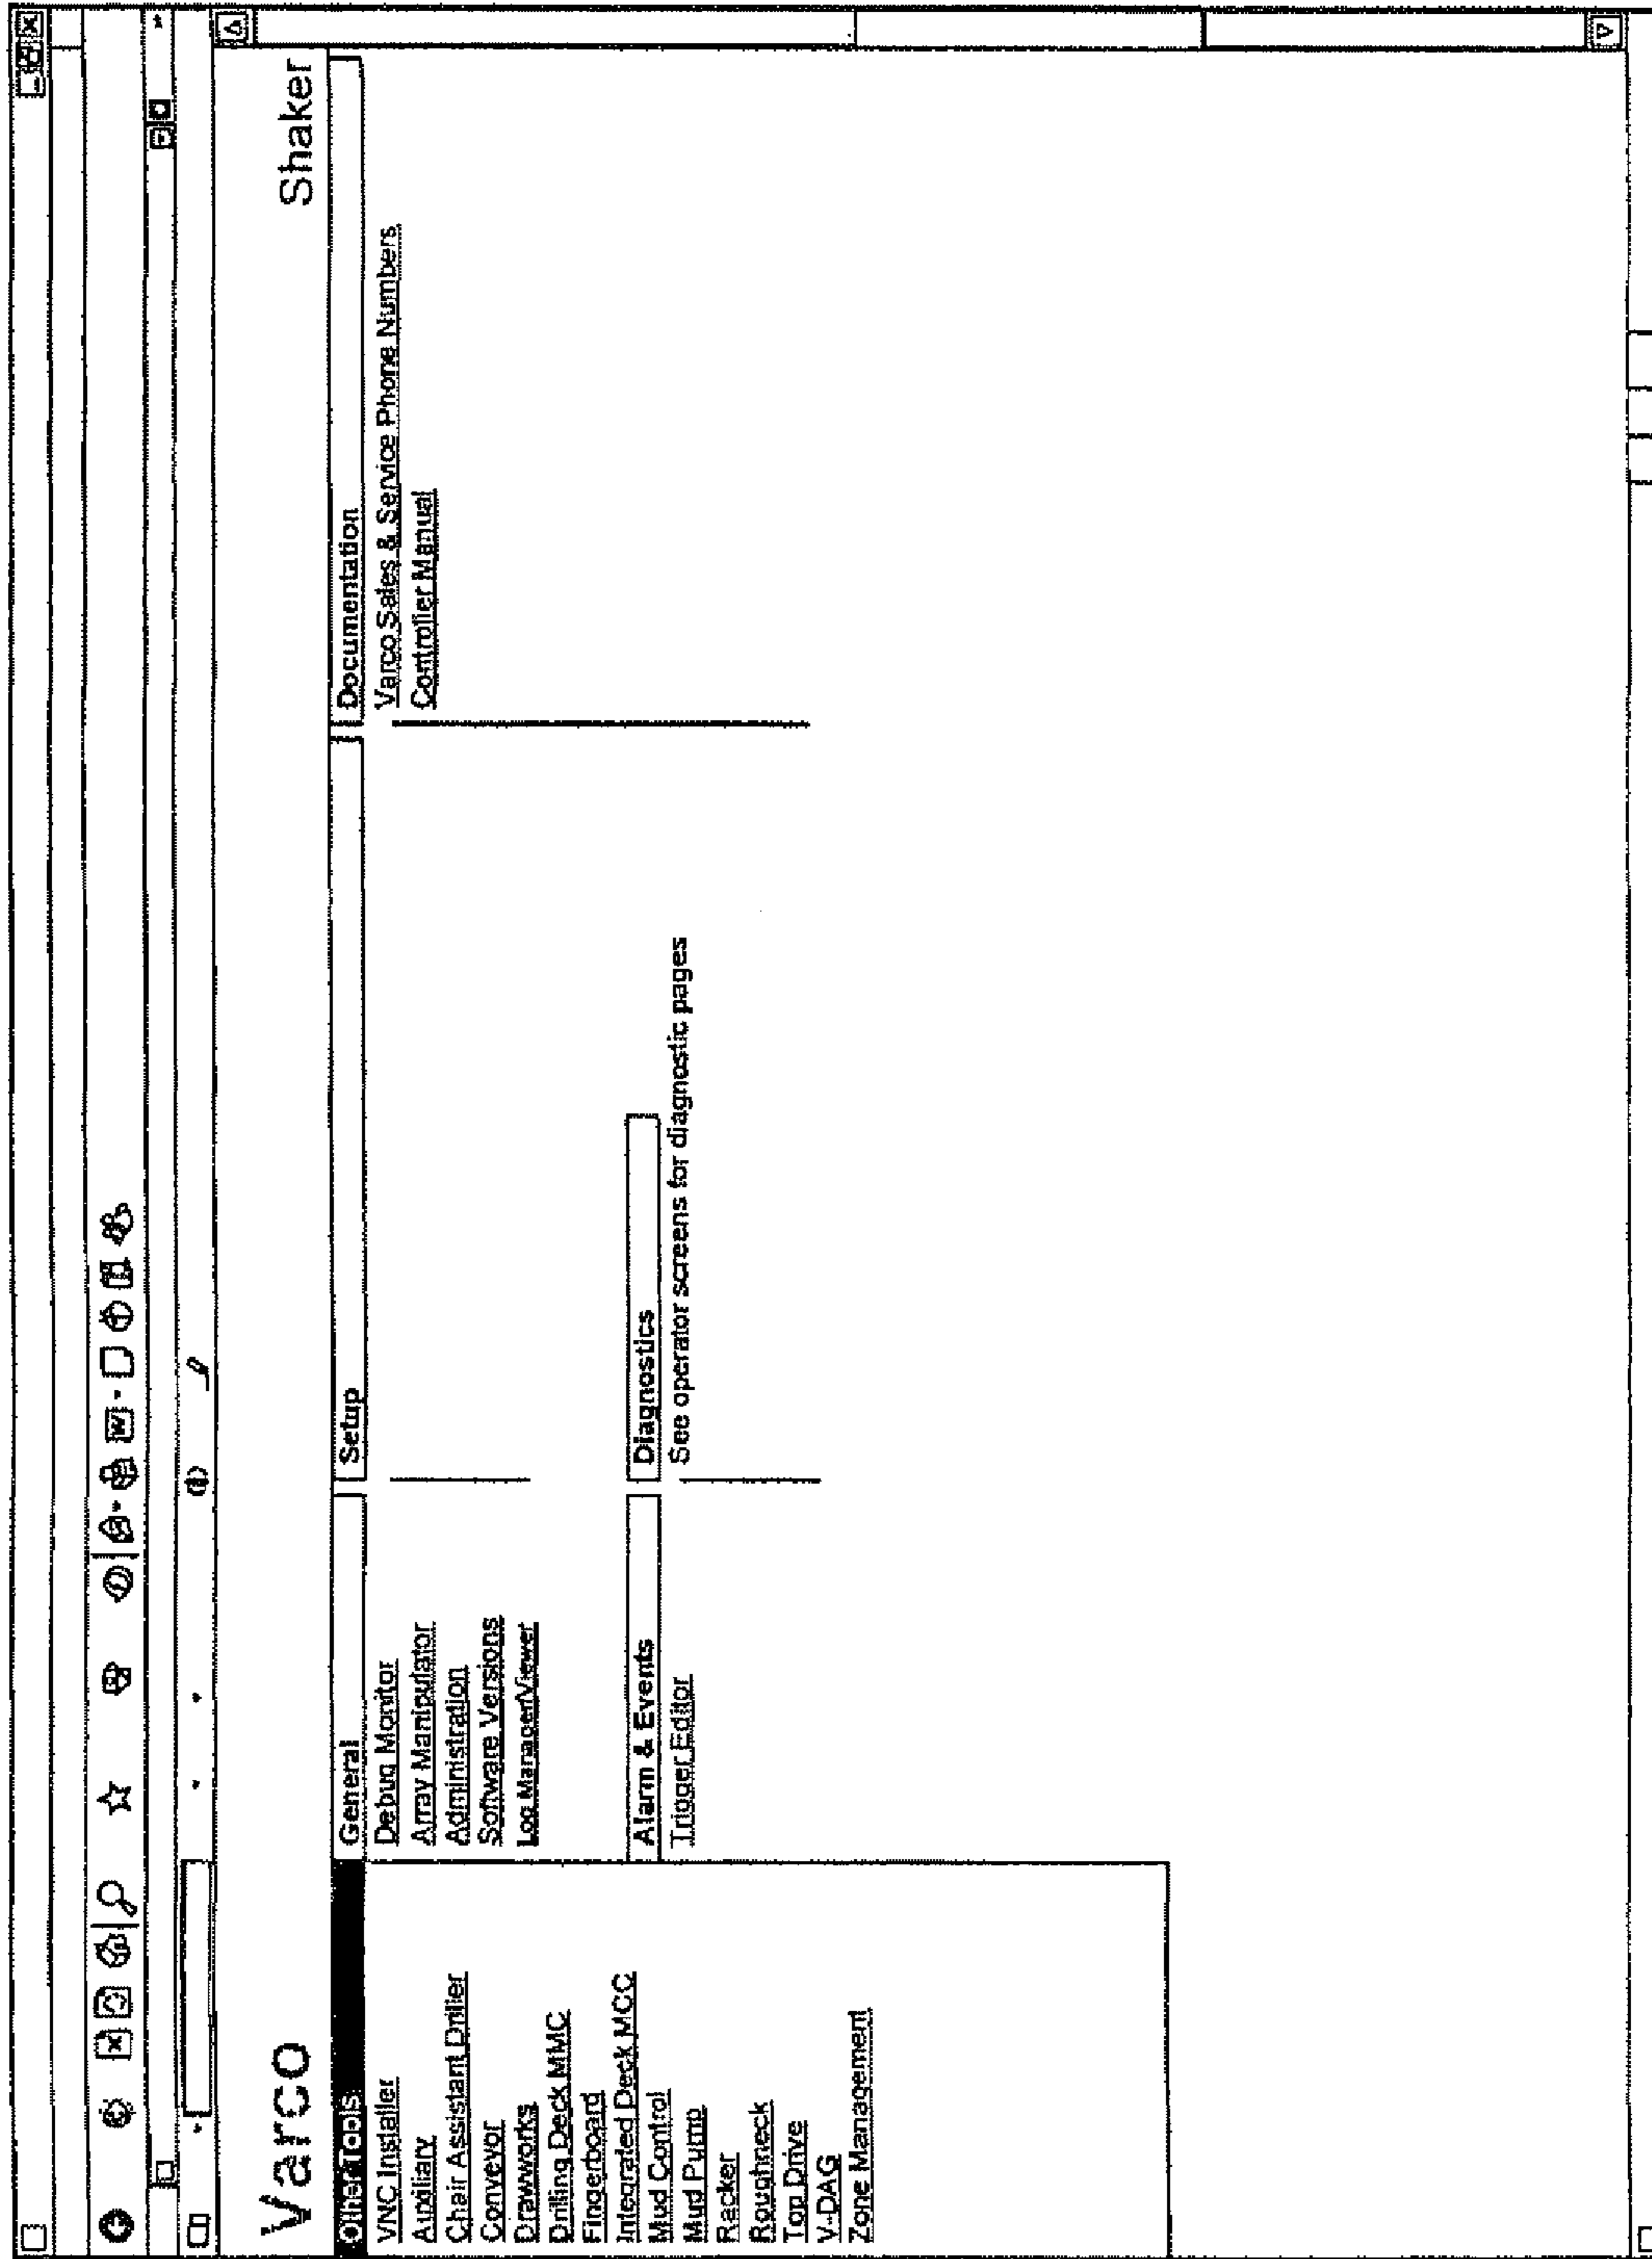 Varco
Shaker
Other Tools
VNC Installer
Auxiliary
Chair Assistant Driller
Conveyor
Drawworks
Drilling Deck MMC
Fingerboard
Integrated Deck MCC
Mud Control
Mud Pump
Racker
Roughneck
Top Drive
V-DAG
Zone Management
General
Debug Monitor
Array Manipulator
Administration
Software Versions
Log Manager/Viewer
Alarm & Events
Trigger Editor
Setup
Diagnostics
See operator screens for diagnostic pages
Documentation
Varco Sales & Service Phone Numbers
Controller Manual